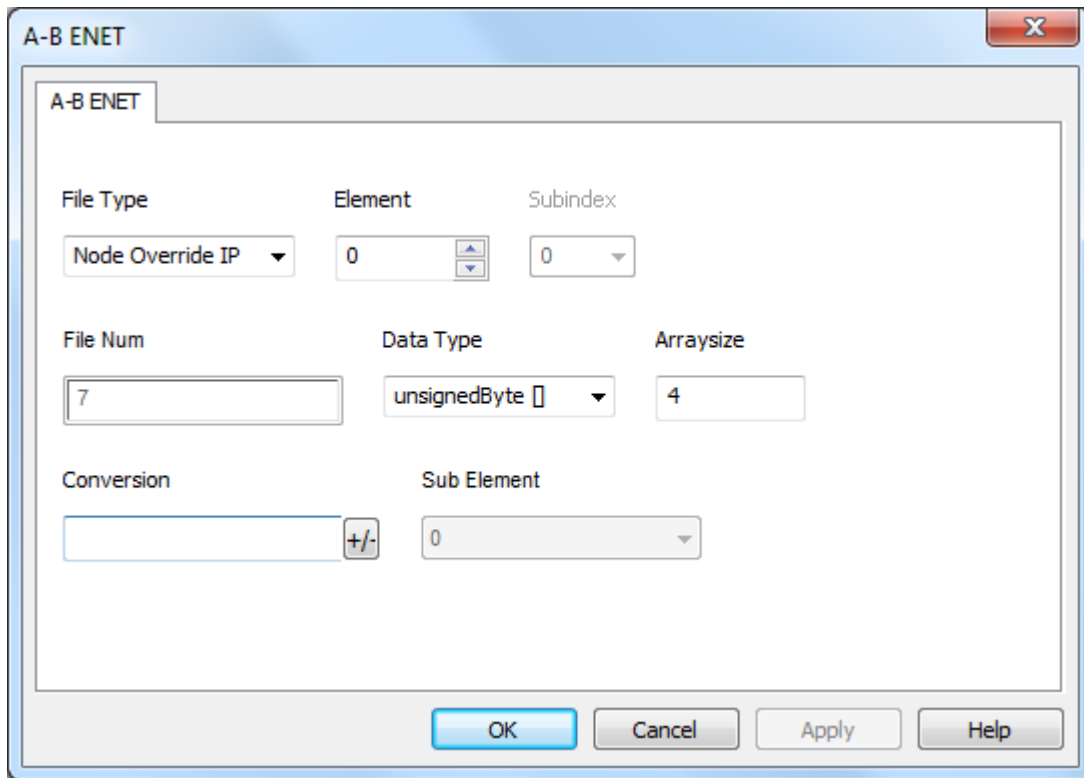 A-B ENET
A-B ENET
File Type Element Subindex
Node Override IP 0 0
File Num Data Type Arraysize
7 unsignedByte [] 4
Conversion Sub Element
+/- 0
OK Cancel Apply Help